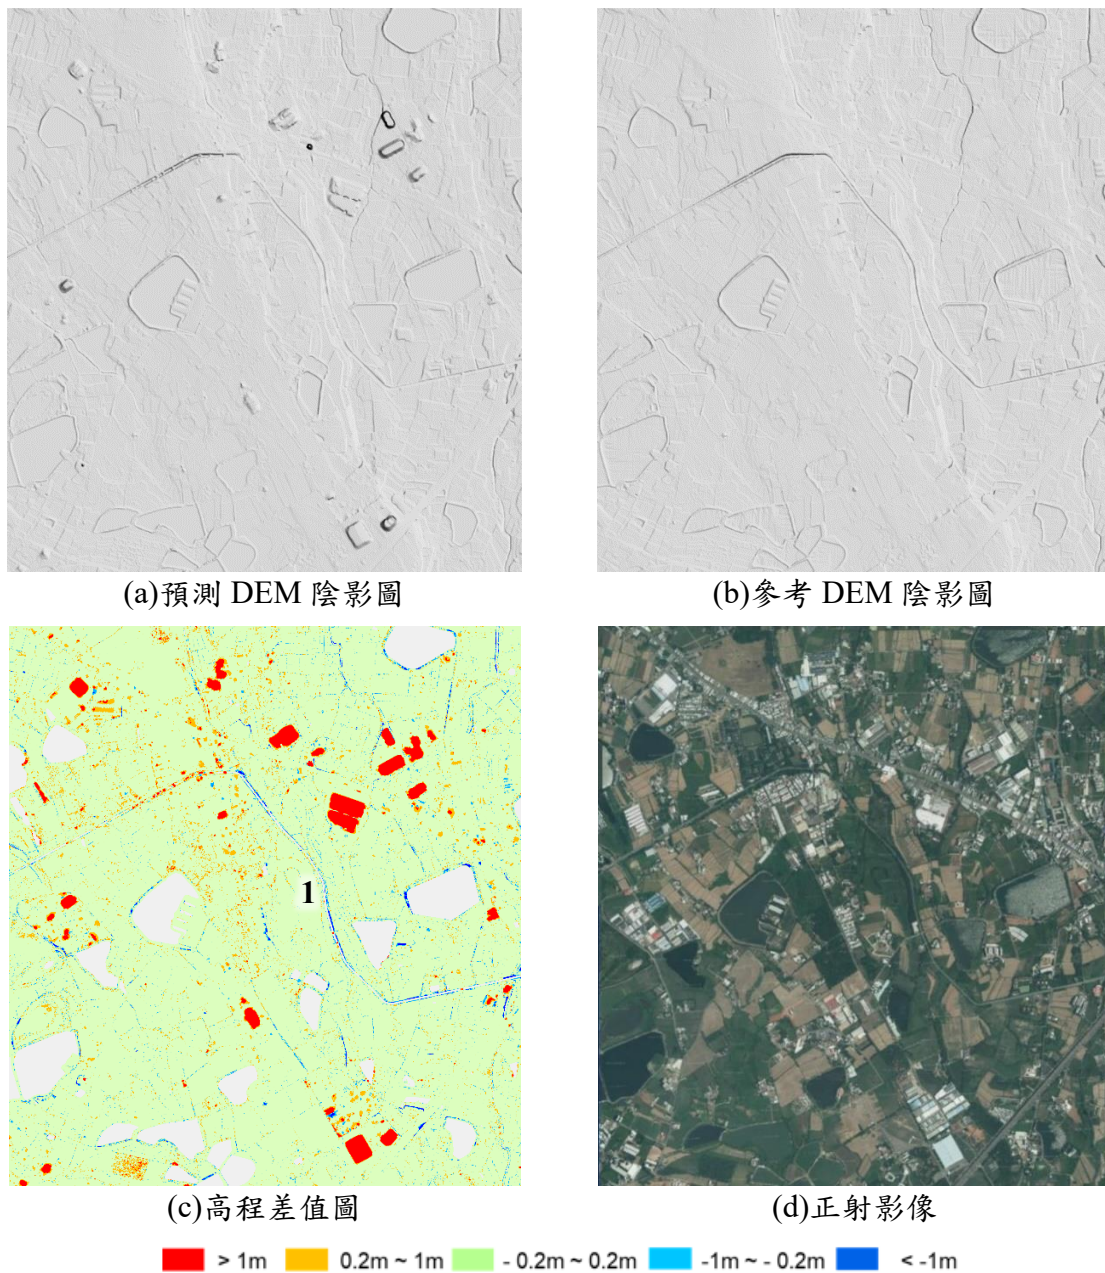 (a)預測 DEM 陰影圖
(b)參考 DEM 陰影圖
1
(c)高程差值圖
(d)正射影像
> 1m 0.2m ~ 1m - 0.2m ~ 0.2m -1m ~ - 0.2m < -1m